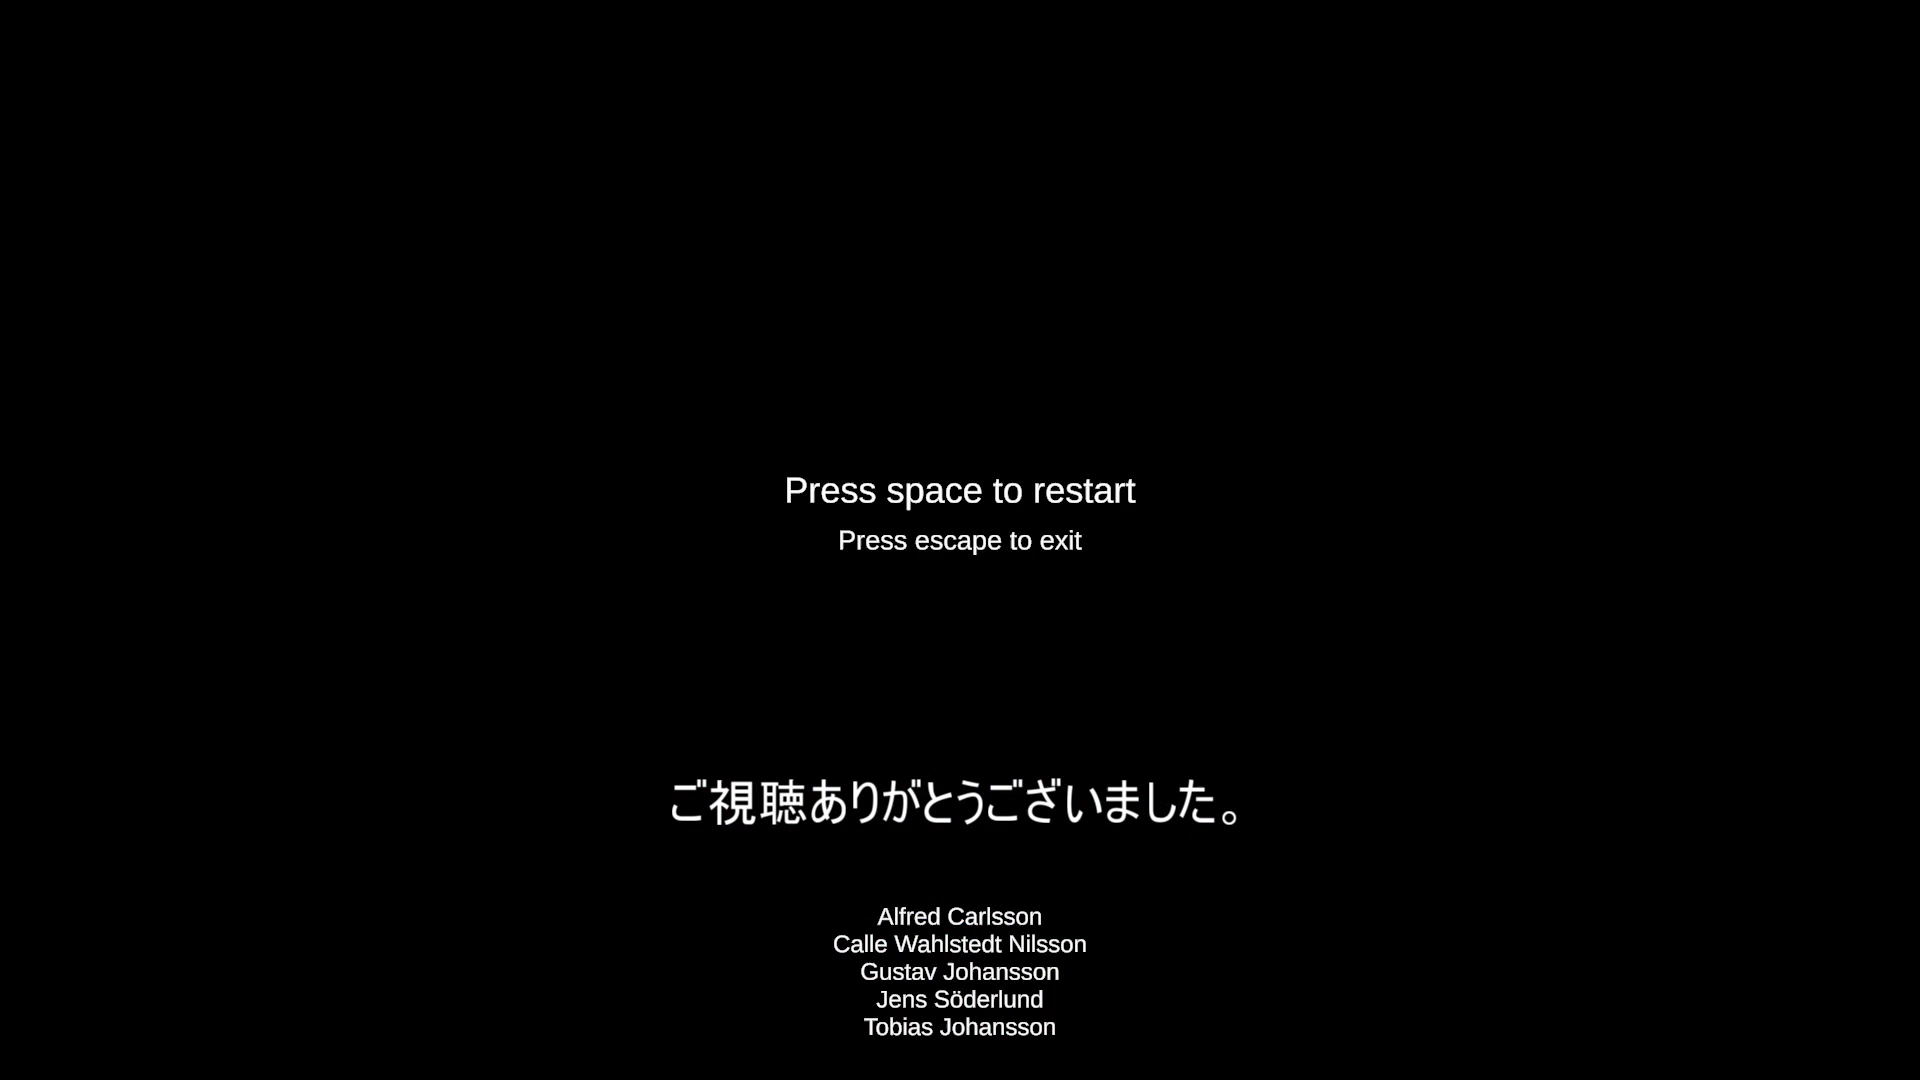 Press space to restart
Press escape to exit
ご視聴ありがとうございました。
Alfred Carlsson
Calle Wahlstedt Nilsson
Gustav Johansson
Jens Söderlund
Tobias Johansson